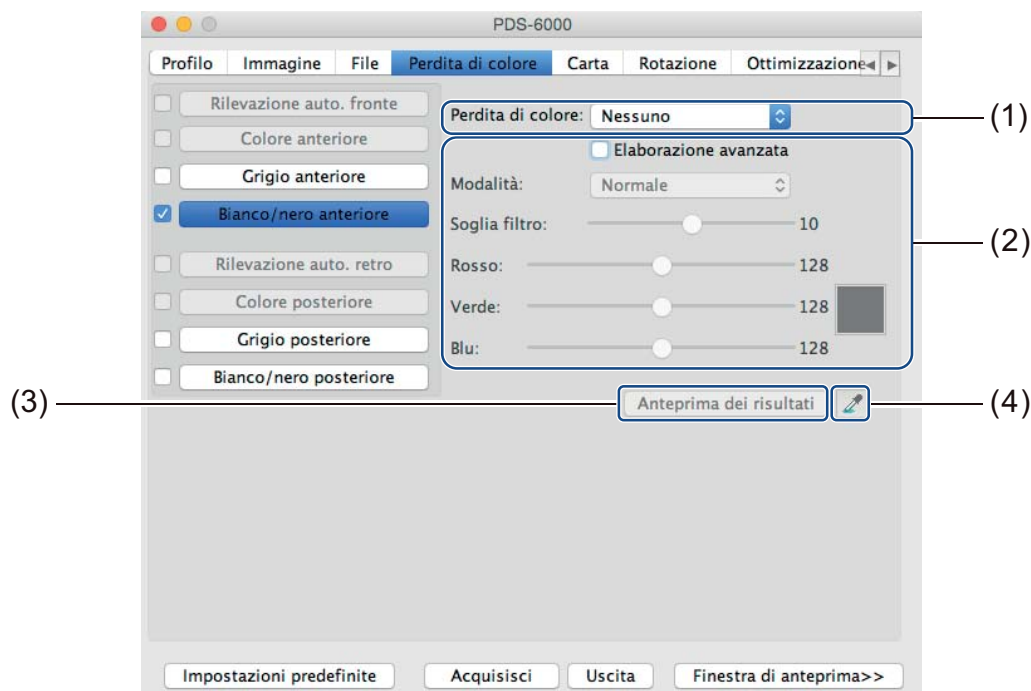 PDS-6000
Profilo Immagine File Perdita di colore Carta Rotazione Ottimizzazione
Rilevazione auto. fronte
Colore anteriore
Grigio anteriore
Bianco/nero anteriore
Rilevazione auto. retro
Colore posteriore
Grigio posteriore
Bianco/nero posteriore
Perdita di colore: Nessuno
(1)
Elaborazione avanzata
Modalità: Normale
Soglia filtro: 10
(2)
Rosso: 128
Verde: 128
Blu: 128
(3)
Anteprima dei risultati
(4)
Impostazioni predefinite Acquisisci Uscita Finestra di anteprima>>